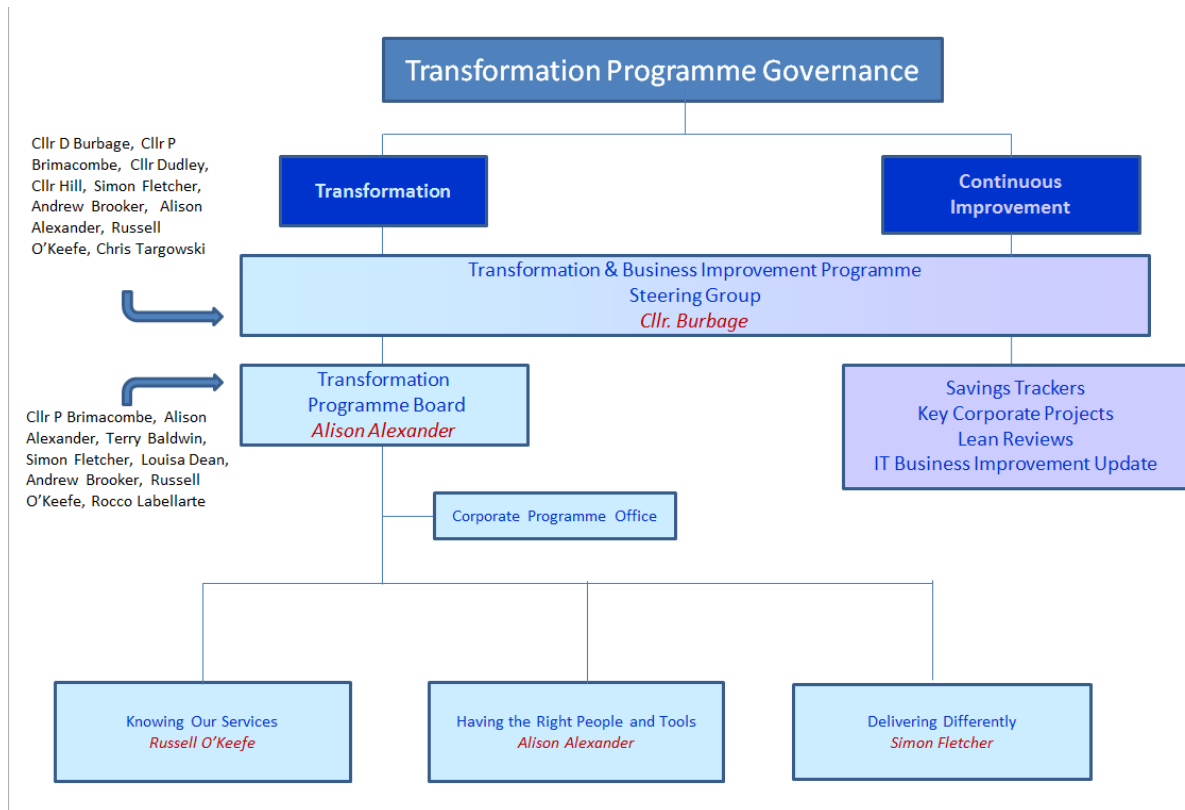 Transformation Programme Governance
Cllr D Burbage, Cllr P
Brimacombe, Cllr Dudley,
Cllr Hill, Simon Fletcher,
Andrew Brooker, Alison
Alexander, Russell
O'Keefe, Chris Targowski
Transformation
Continuous
Improvement
Transformation & Business Improvement Programme
Steering Group
Cllr. Burbage
Transformation
Programme Board
Alison Alexander
Savings Trackers
Key Corporate Projects
Lean Reviews
IT Business Improvement Update
Cllr P Brimacombe, Alison
Alexander, Terry Baldwin,
Simon Fletcher, Louisa Dean,
Andrew Brooker, Russell
O'Keefe, Rocco Labellarte
Corporate Programme Office
Knowing Our Services
Russell O'Keefe
Having the Right People and Tools
Alison Alexander
Delivering Differently
Simon Fletcher